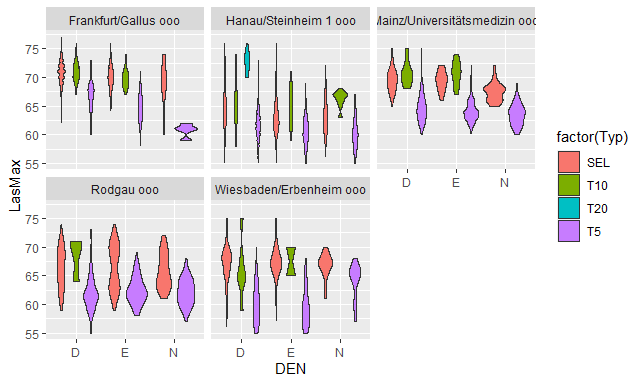 Frankfurt/Gallus ooo
Hanau/Steinheim 1 ooo
Mainz/Universitätsmedizin ooo
75
70
65
60
55
D
E
N
Rodgau ooo
Wiesbaden/Erbenheim ooo
75
70
65
60
55
D
E
N
D
E
N
LasMax
DEN
factor(Typ)
SEL
T10
T20
T5